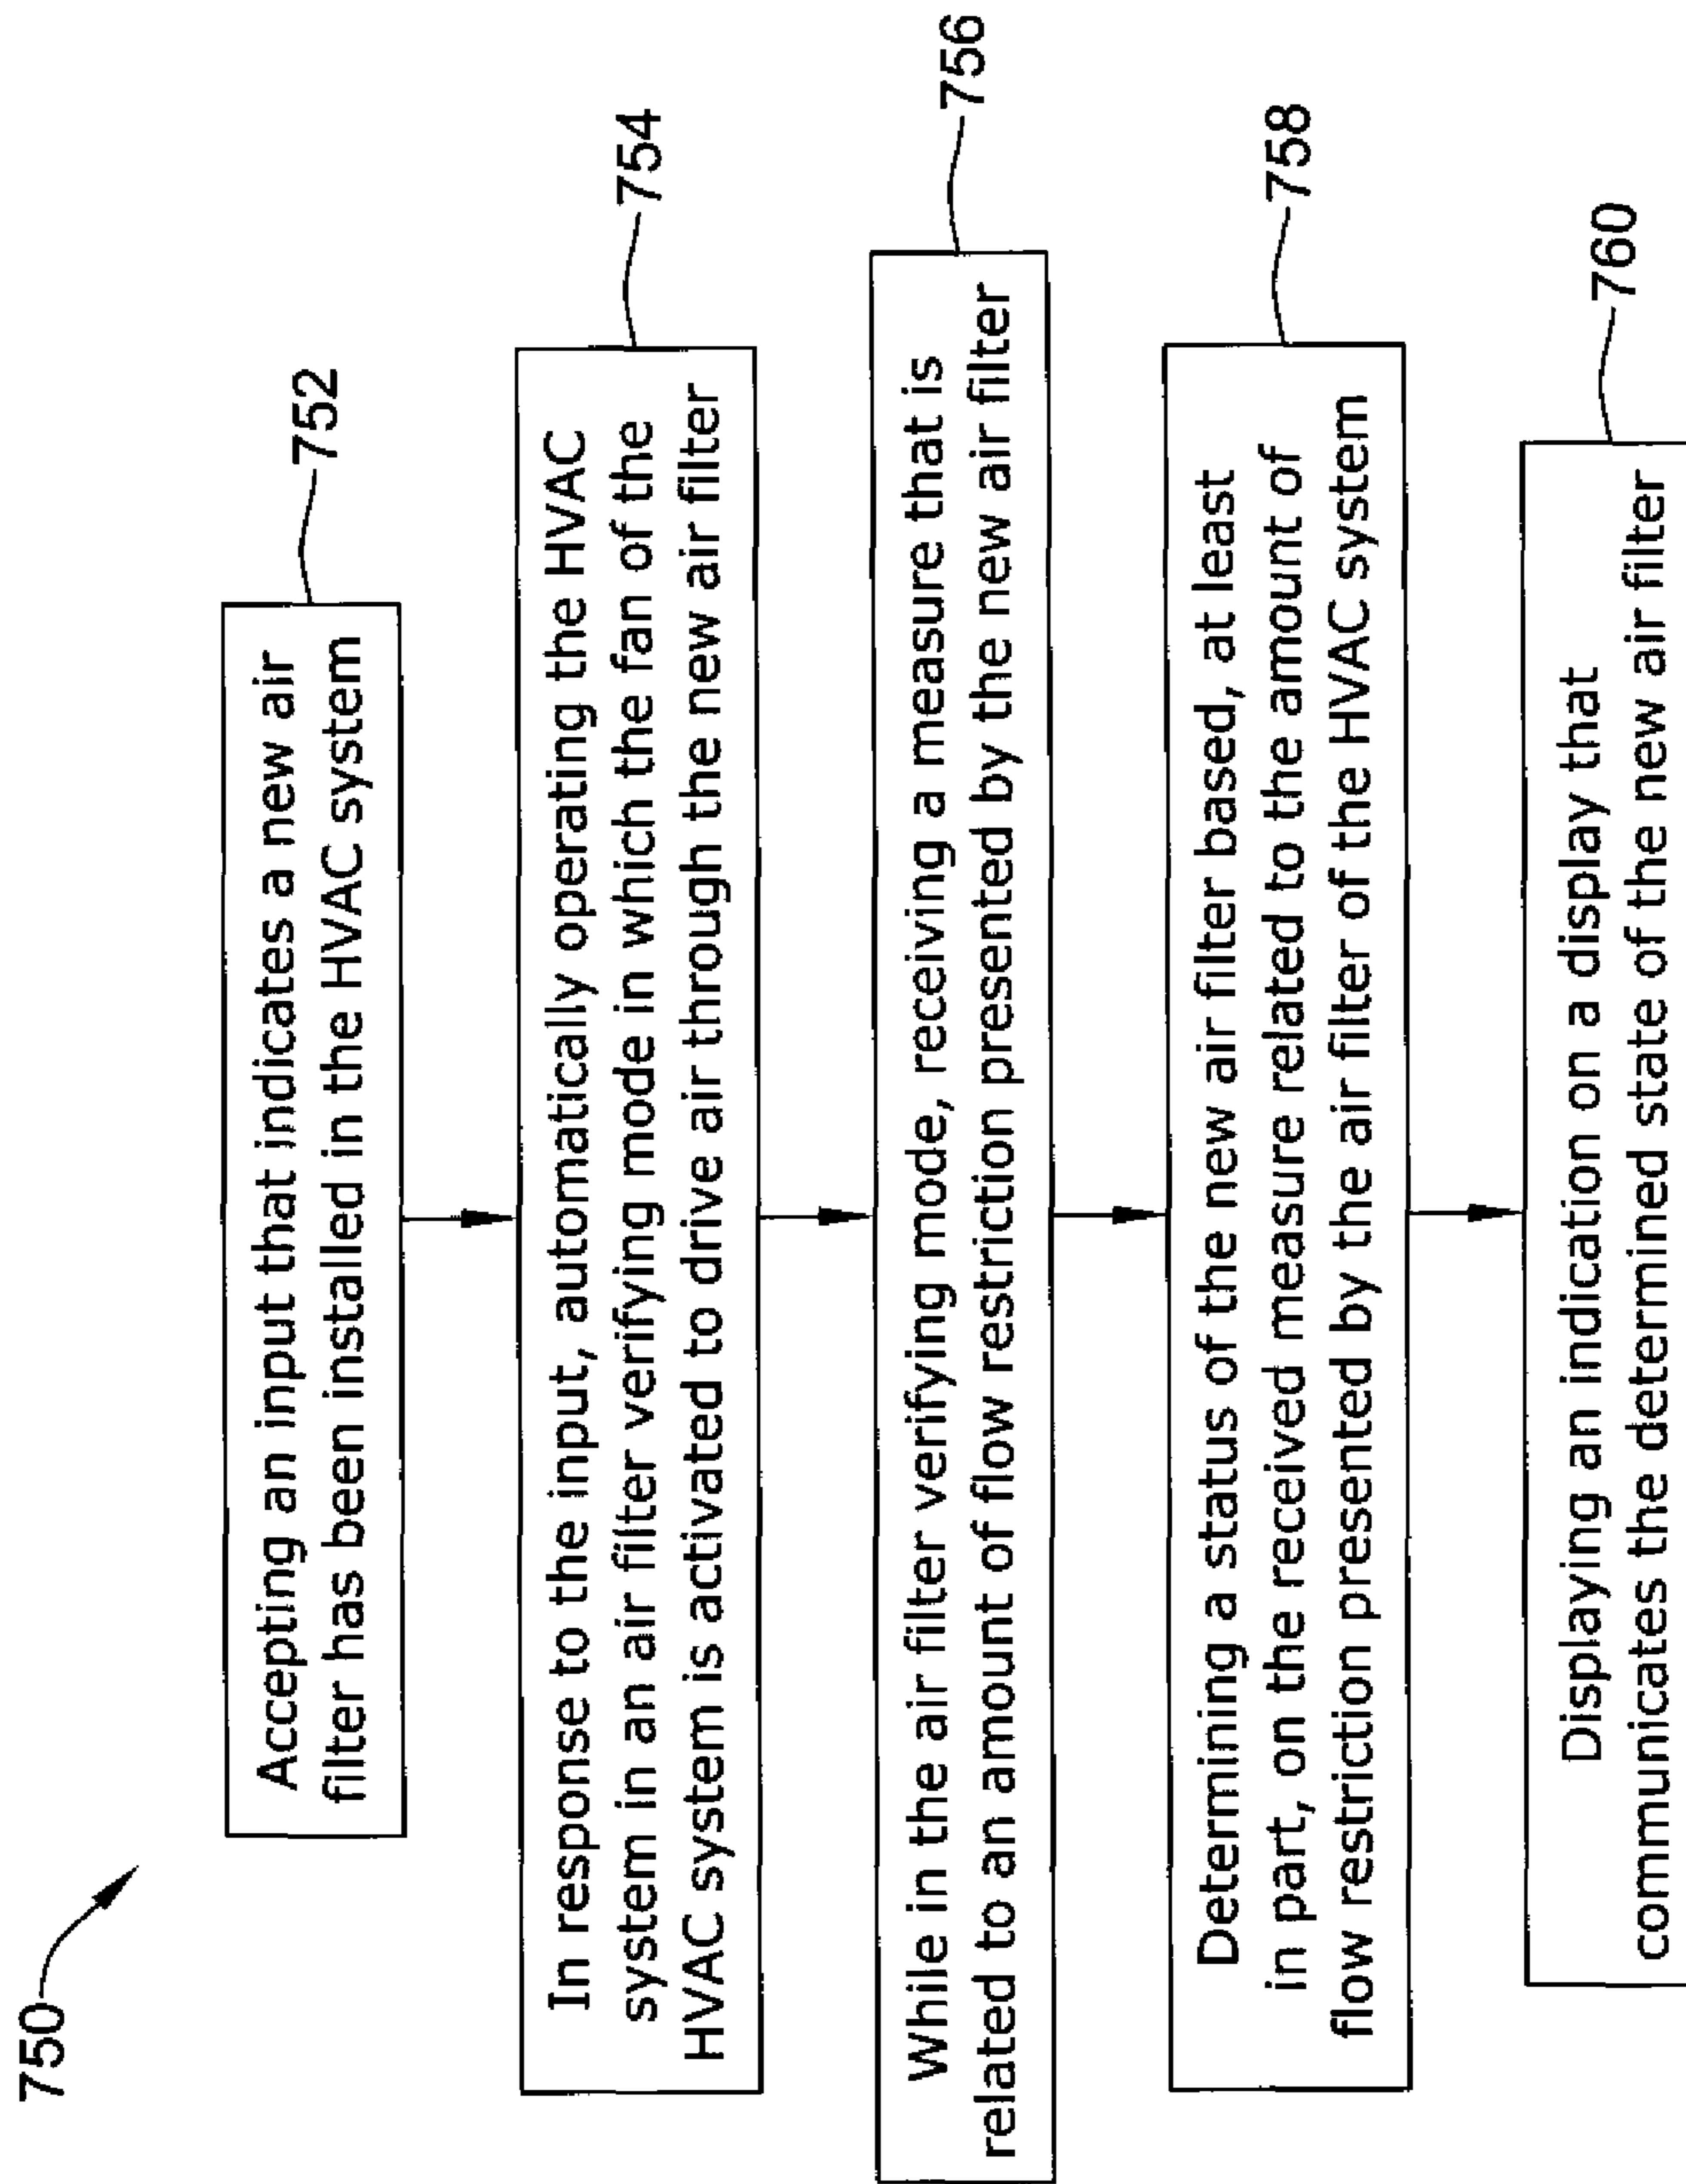 750
Accepting an input that indicates a new air
filter has been installed in the HVAC system
752
In response to the input, automatically operating the HVAC
system in an air filter verifying mode in which the fan of the
HVAC system is activated to drive air through the new air filter
754
While in the air filter verifying mode, receiving a measure that is
related to an amount of flow restriction presented by the new air filter
756
Determining a status of the new air filter based, at least
in part, on the received measure related to the amount of
flow restriction presented by the air filter of the HVAC system
758
Displaying an indication on a display that
communicates the determined state of the new air filter
760